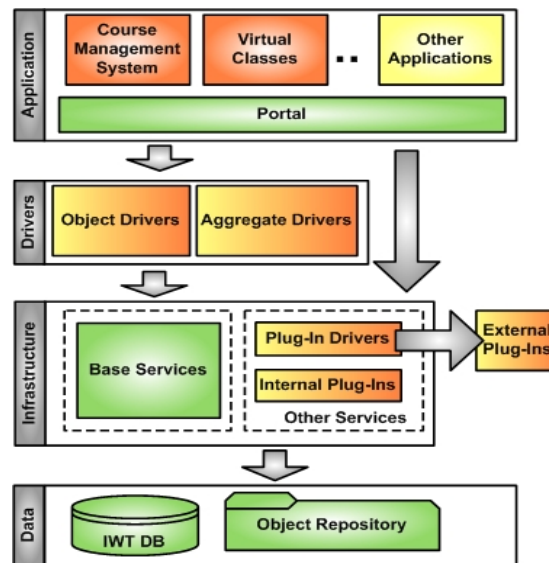 Application
Course
Management
System
Virtual
Classes
..
Other
Applications
Portal
Drivers
Object Drivers
Aggregate Drivers
Infrastructure
Base Services
Plug-In Drivers
Internal Plug-Ins
Other Services
External
Plug-Ins
Data
IWT DB
Object Repository